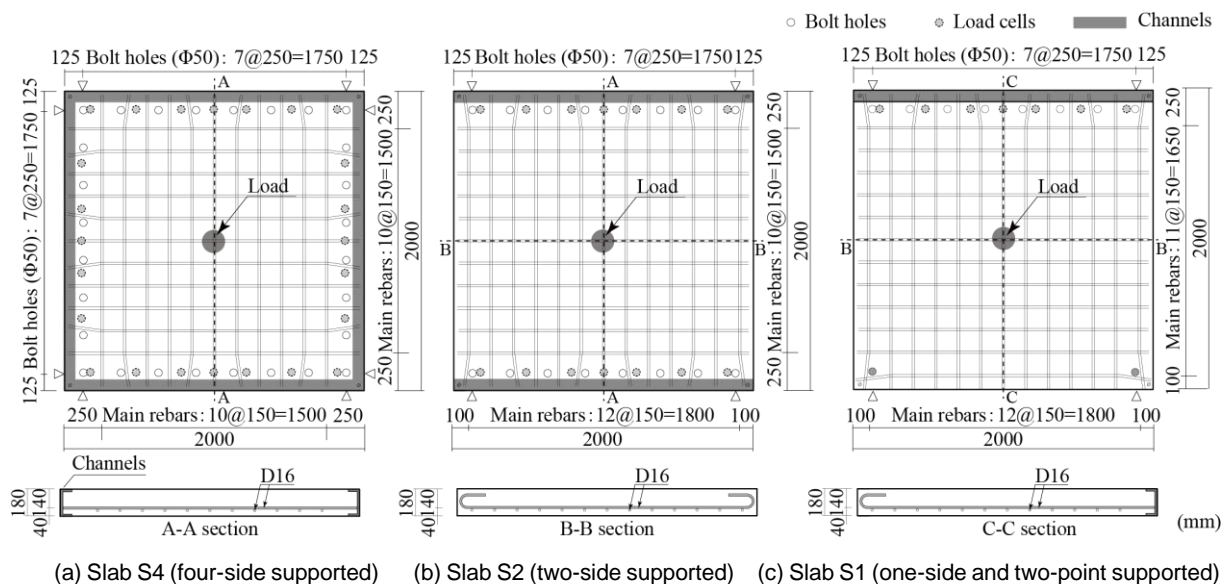 Bolt holes Load cells Channels
125 Bolt holes (Φ50) : 7@250=1750 125
125 Bolt holes (Φ50) : 7@250=1750 125
125 Bolt holes (Φ50) : 7@250=1750 125
A
Load
A
125 Bolt holes (Φ50) : 7@250=1750 125
250 Main rebars : 10@150=1500 250
2000
250 Main rebars : 10@150=1500 250
2000
A
Load
B
B
A
250 Main rebars : 10@150=1500 250
2000
100 Main rebars : 12@150=1800 100
2000
C
Load
B
B
C
100 Main rebars : 11@150=1650 250
2000
100 Main rebars : 12@150=1800 100
2000
Channels
D16
180
140
40
A-A section
D16
180
140
40
B-B section
D16
180
140
40
C-C section
(mm)
(a) Slab S4 (four-side supported) (b) Slab S2 (two-side supported) (c) Slab S1 (one-side and two-point supported)